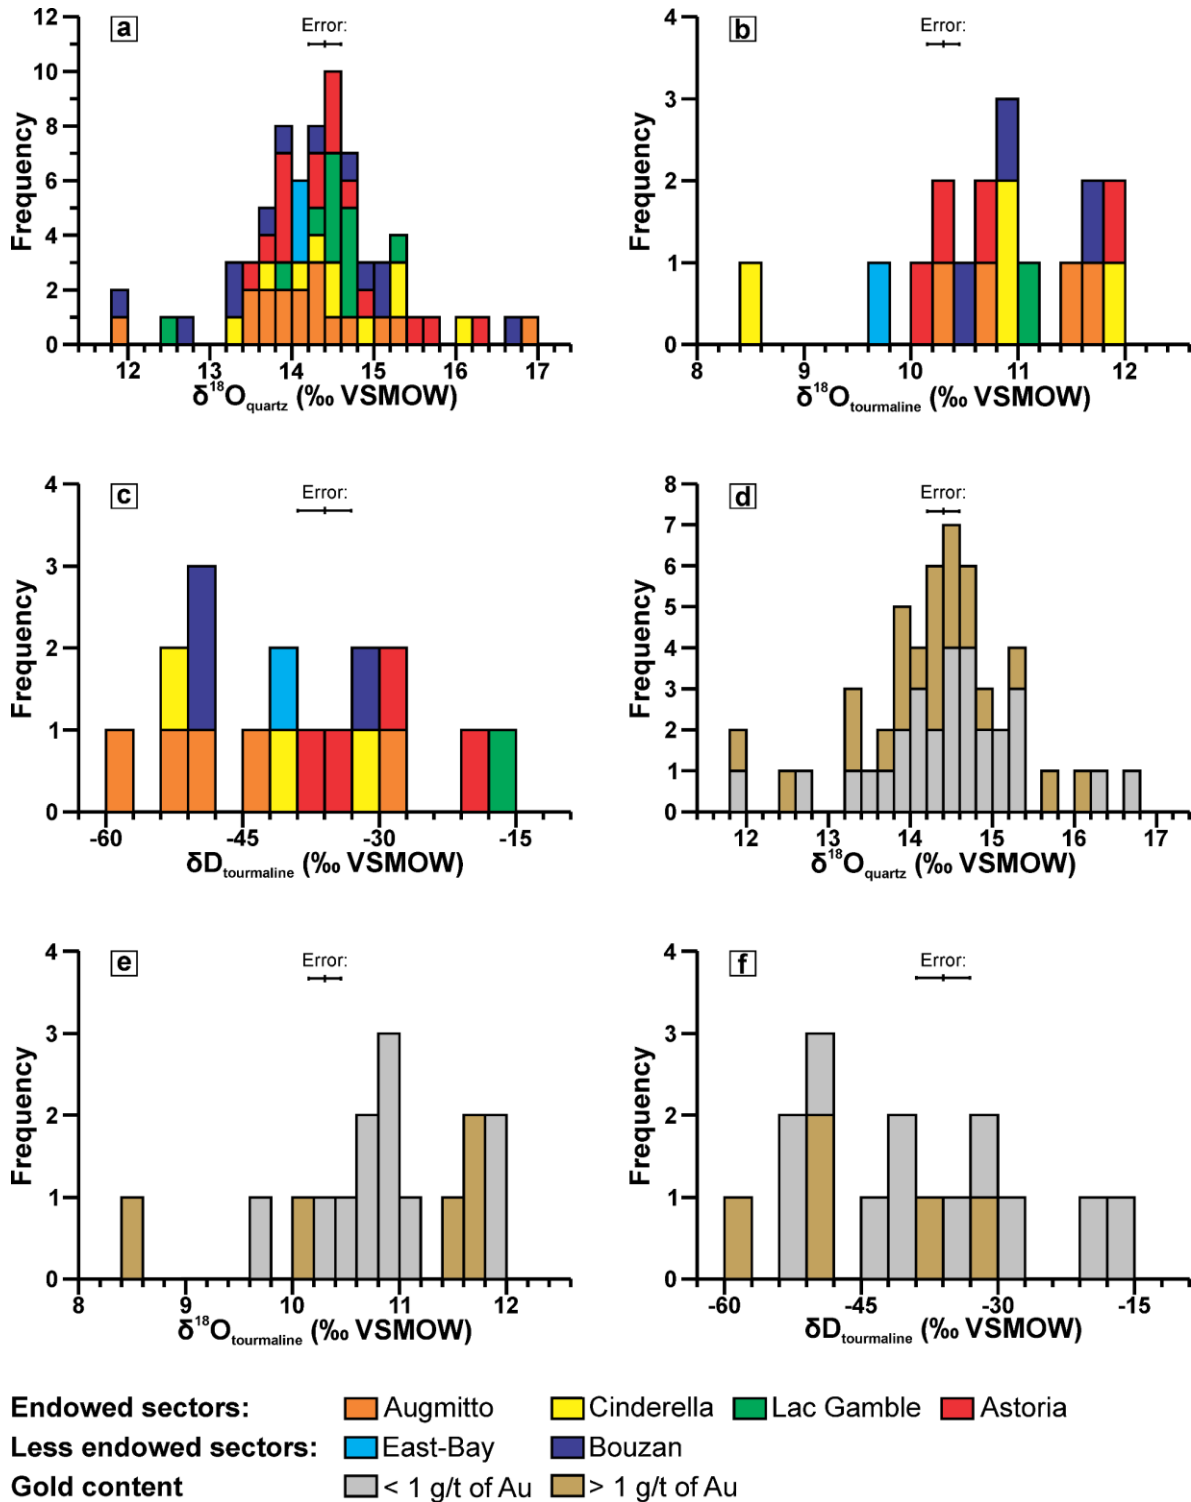 a
Error:
12
10
8
6
4
2
0
Frequency
12 13 14 15 16 17
δ¹⁸Oquartz (‰ VSMOW)
b
Error:
4
3
2
1
0
Frequency
8 9 10 11 12
δ¹⁸Otourmaline (‰ VSMOW)
c
Error:
4
3
2
1
0
Frequency
-60 -45 -30 -15
δDtourmaline (‰ VSMOW)
d
Error:
8
7
6
5
4
3
2
1
0
Frequency
12 13 14 15 16 17
δ¹⁸Oquartz (‰ VSMOW)
e
Error:
4
3
2
1
0
Frequency
8 9 10 11 12
δ¹⁸Otourmaline (‰ VSMOW)
f
Error:
4
3
2
1
0
Frequency
-60 -45 -30 -15
δDtourmaline (‰ VSMOW)
Endowed sectors: Augmitto Cinderella Lac Gamble Astoria
Less endowed sectors: East-Bay Bouzan
Gold content < 1 g/t of Au > 1 g/t of Au